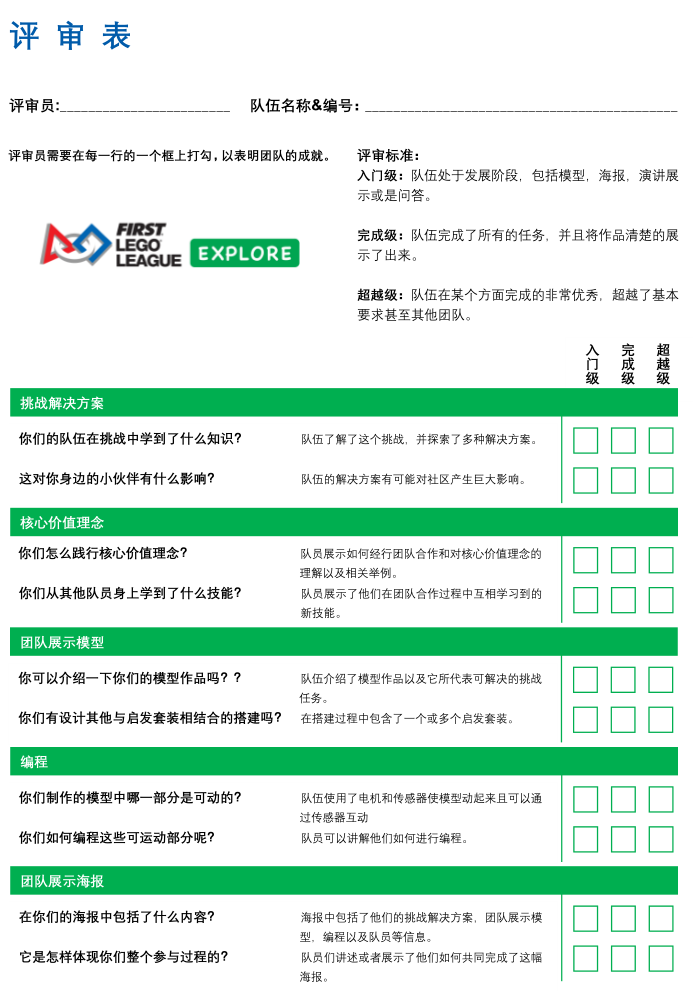 评审表
评审员:________________________ 队伍名称&编号：____________________________________________
评审员需要在每一行的一个框上打勾，以表明团队的成就。
FIRST
LEGO
LEAGUE
EXPLORE
评审标准：
入门级：队伍处于发展阶段，包括模型，海报，演讲展
示或是问答。
完成级：队伍完成了所有的任务，并且将作品清楚的展
示了出来。
超越级：队伍在某个方面完成的非常优秀，超越了基本
要求甚至其他团队。
入门级 完成级 超越级
挑战解决方案
你们的队伍在挑战中学到了什么知识？ 队伍了解了这个挑战，并探索了多种解决方案。
这对你身边的小伙伴有什么影响？ 队伍的解决方案有可能对社区产生巨大影响。
核心价值理念
你们怎么践行核心价值理念？ 队员展示如何经行团队合作和对核心价值理念的
理解以及相关举例。
你们从其他队员身上学到了什么技能？ 队员展示了他们在团队合作过程中互相学习到的
新技能。
团队展示模型
你可以介绍一下你们的模型作品吗？？ 队伍介绍了模型作品以及它所代表可解决的挑战
任务。
你们有设计其他与启发套装相结合的搭建吗？ 在搭建过程中包含了一个或多个启发套装。
编程
你们制作的模型中哪一部分是可动的？ 队伍使用了电机和传感器使模型动起来且可以通
过传感器互动
你们如何编程这些可运动部分呢？ 队员可以讲解他们如何进行编程。
团队展示海报
在你们的海报中包括了什么内容？ 海报中包括了他们的挑战解决方案，团队展示模
型，编程以及队员等信息。
它是怎样体现你们整个参与过程的？ 队员们讲述或者展示了他们如何共同完成了这幅
海报。